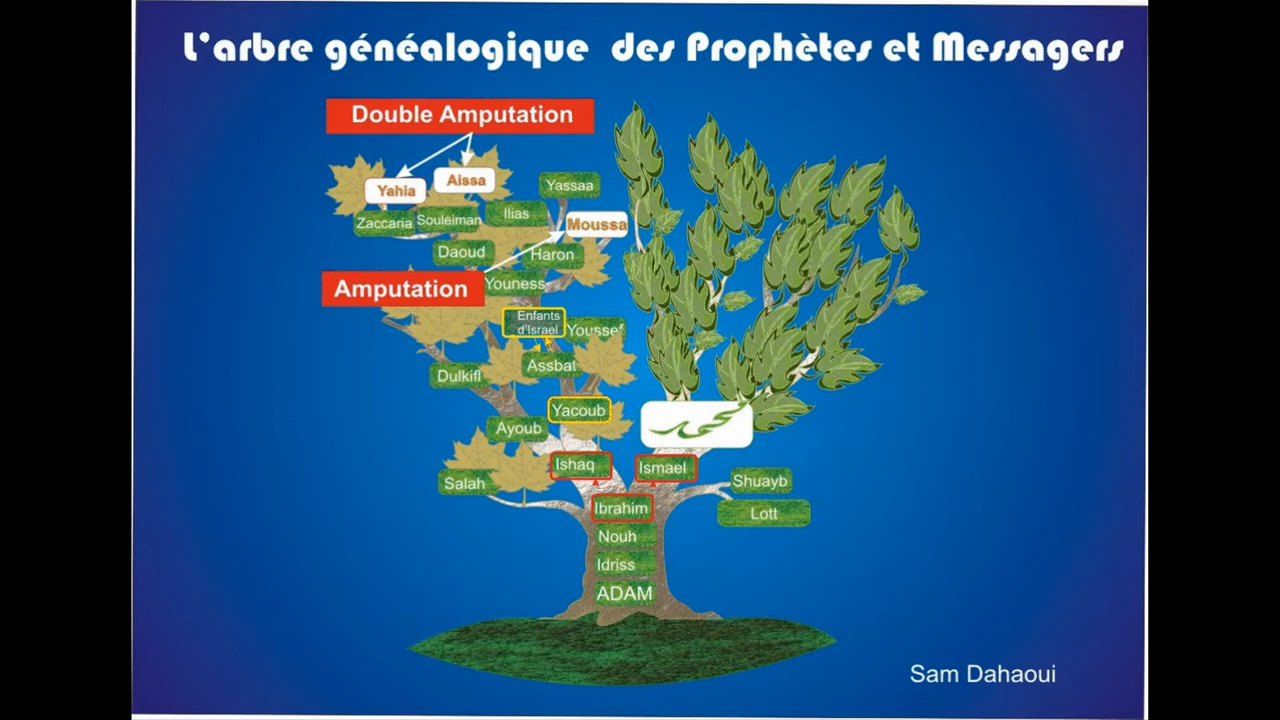 L'arbre généalogique des Prophètes et Messagers
Double Amputation
Yahia
Aissa
Yassaa
Zaccaria
Souleiman
Ilias
Moussa
Daoud
Haron
Amputation
Youness
Enfants
d'Israel
Youssef
Assbat
Dulkifl
Yacoub
Ayoub
محمد
Ishaq
Ismael
Salah
Shuayb
Ibrahim
Lott
Nouh
Idriss
ADAM
Sam Dahaoui